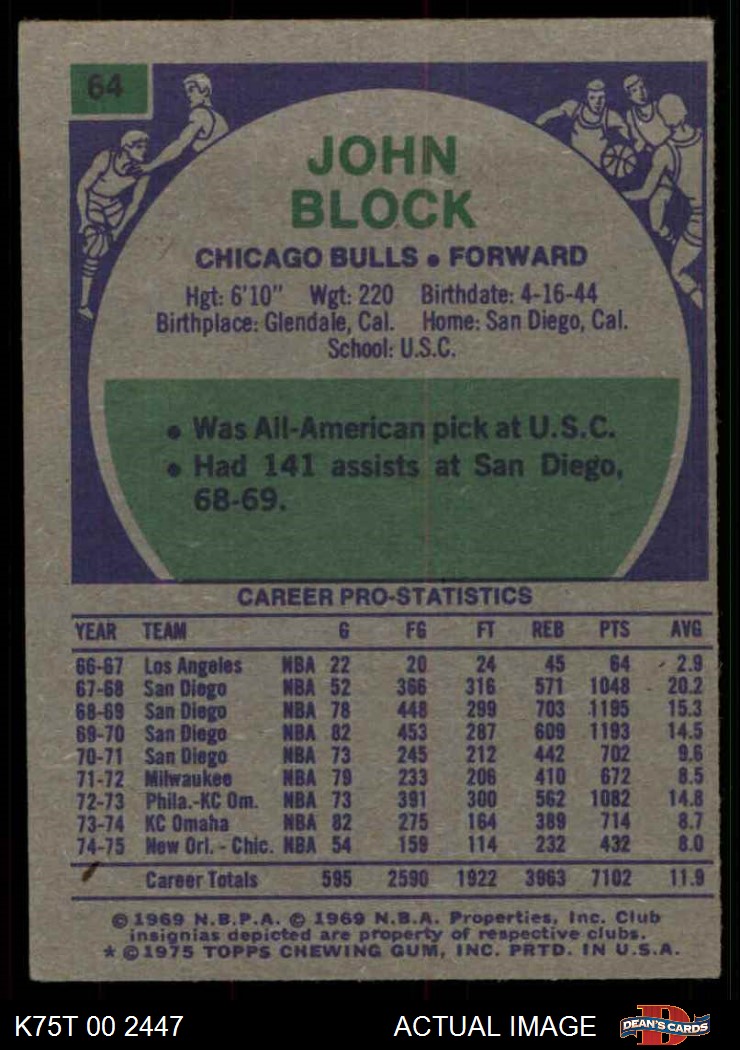 64
JOHN
BLOCK
CHICAGO BULLS • FORWARD
Hgt: 6'10" Wgt: 220 Birthdate: 4-16-44
Birthplace: Glendale, Cal. Home: San Diego, Cal.
School: U.S.C.
• Was All-American pick at U.S.C.
• Had 141 assists at San Diego,
68-69.
CAREER PRO-STATISTICS
YEAR TEAM G FG FT REB PTS AVG
66-67 Los Angeles NBA 22 20 24 45 64 2.9
67-68 San Diego NBA 52 366 316 571 1048 20.2
68-69 San Diego NBA 78 448 299 703 1195 15.3
69-70 San Diego NBA 82 453 287 609 1193 14.5
70-71 San Diego NBA 73 245 212 442 702 9.6
71-72 Milwaukee NBA 79 233 206 410 672 8.5
72-73 Phila.-KC Om. NBA 73 391 300 562 1082 14.8
73-74 KC Omaha NBA 82 275 164 389 714 8.7
74-75 New Orl. - Chic. NBA 54 159 114 232 432 8.0
Career Totals 595 2590 1922 3963 7102 11.9
© 1969 N.B.P.A. © 1969 N.B.A. Properties, Inc. Club
insignias depicted are property of respective clubs.
* © 1975 TOPPS CHEWING GUM, INC. PRTD. IN U.S.A.
K75T 00 2447 ACTUAL IMAGE
DEAN'S CARDS